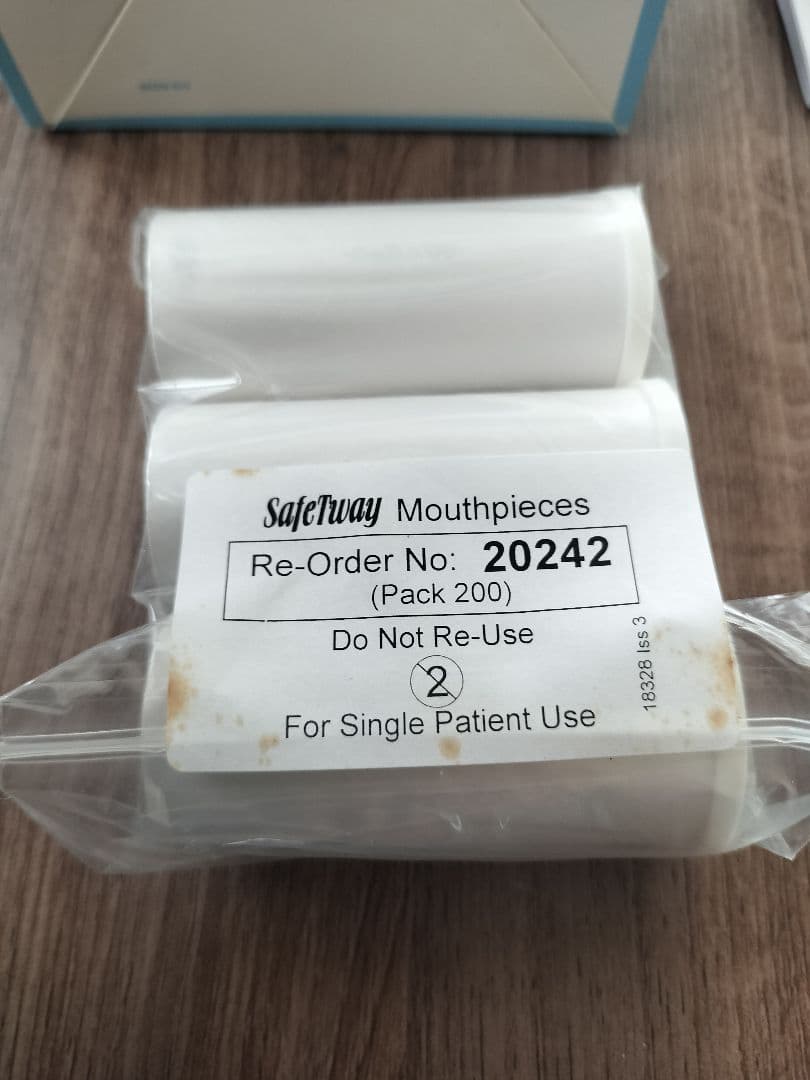 SafeTway Mouthpieces
Re-Order No: 20242
(Pack 200)
Do Not Re-Use
2
For Single Patient Use
18328 Iss 3